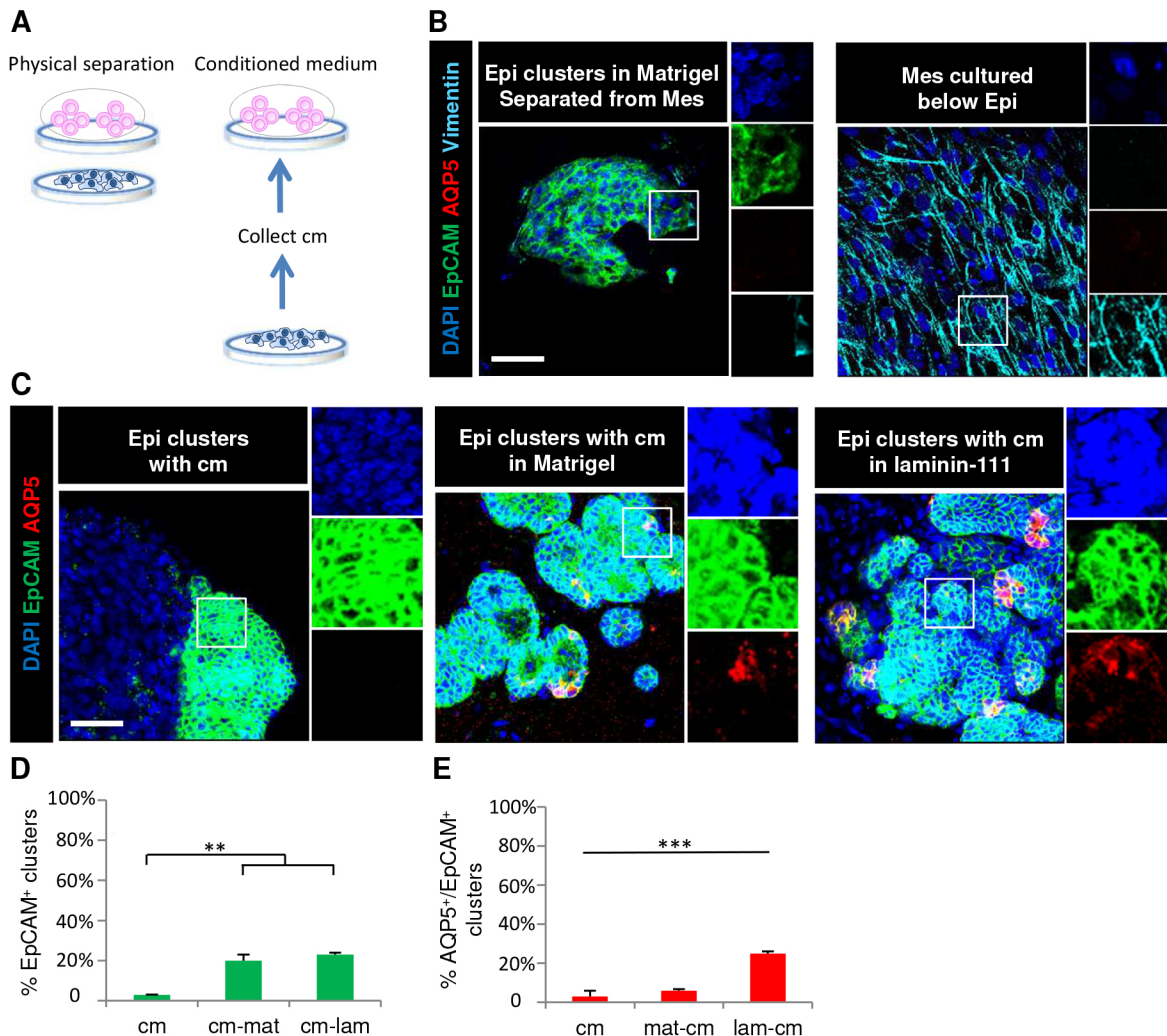 A
Physical separation
Conditioned medium
Collect cm
B
DAPI EpCAM AQP5 Vimentin
Epi clusters in Matrigel
Separated from Mes
Mes cultured
below Epi
C
DAPI EpCAM AQP5
Epi clusters
with cm
Epi clusters with cm
in Matrigel
Epi clusters with cm
in laminin-111
D
% EpCAM⁺ clusters
100%
80%
60%
40%
20%
0
**
cm
cm-mat
cm-lam
E
% AQP5⁺/EpCAM⁺
clusters
100%
80%
60%
40%
20%
0
***
cm
mat-cm
lam-cm